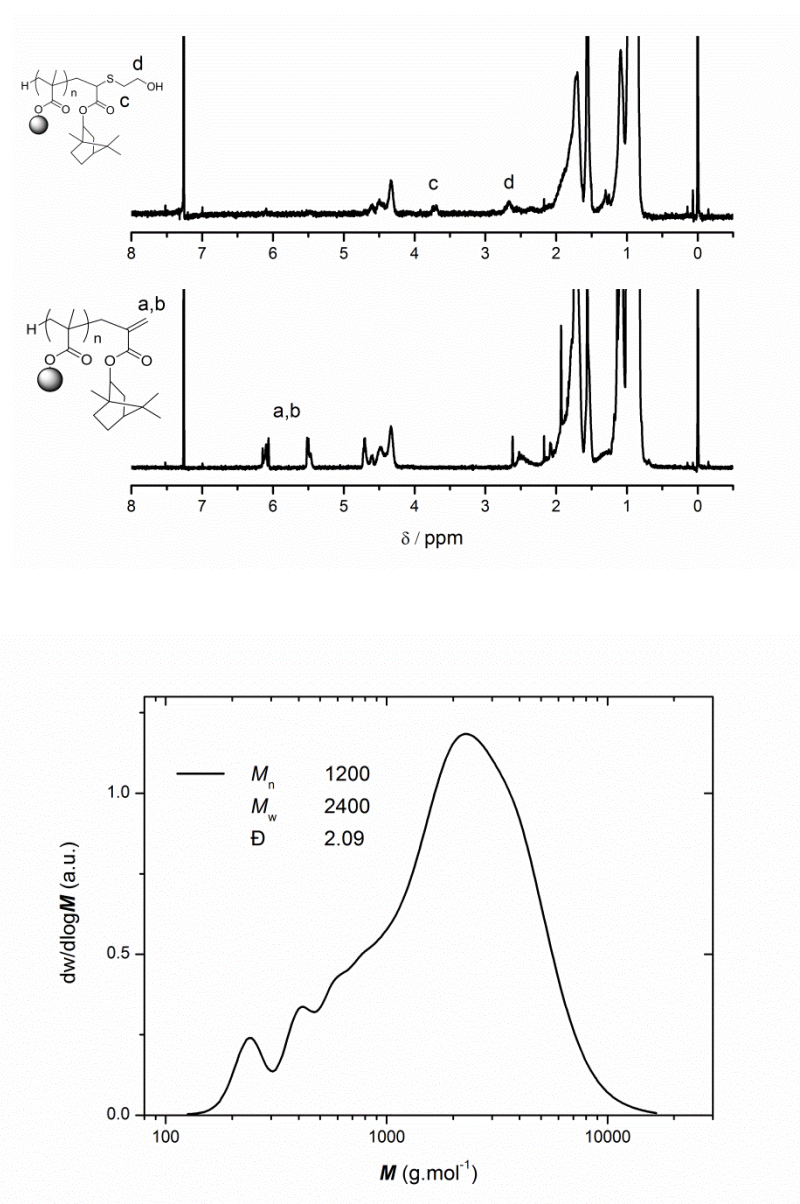 d
H
n
S
OH
c
O
O
O
O
c
d
8 7 6 5 4 3 2 1 0
a,b
H
n
O
O
O
O
a,b
8 7 6 5 4 3 2 1 0
δ / ppm
Mn 1200
Mw 2400
Đ 2.09
1.0
0.5
0.0
dw/dlogM (a.u.)
100 1000 10000
M (g.mol-1)